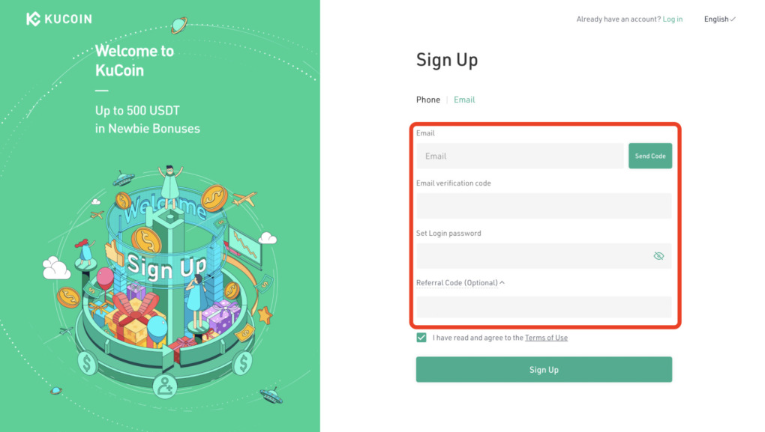 KUCOIN
Welcome to
KuCoin
Up to 500 USDT
in Newbie Bonuses
Welcome
Sign Up
Already have an account? Log in
English
Sign Up
Phone | Email
Email
Email
Send Code
Email verification code
Set Login password
Referral Code (Optional)
I have read and agree to the Terms of Use
Sign Up